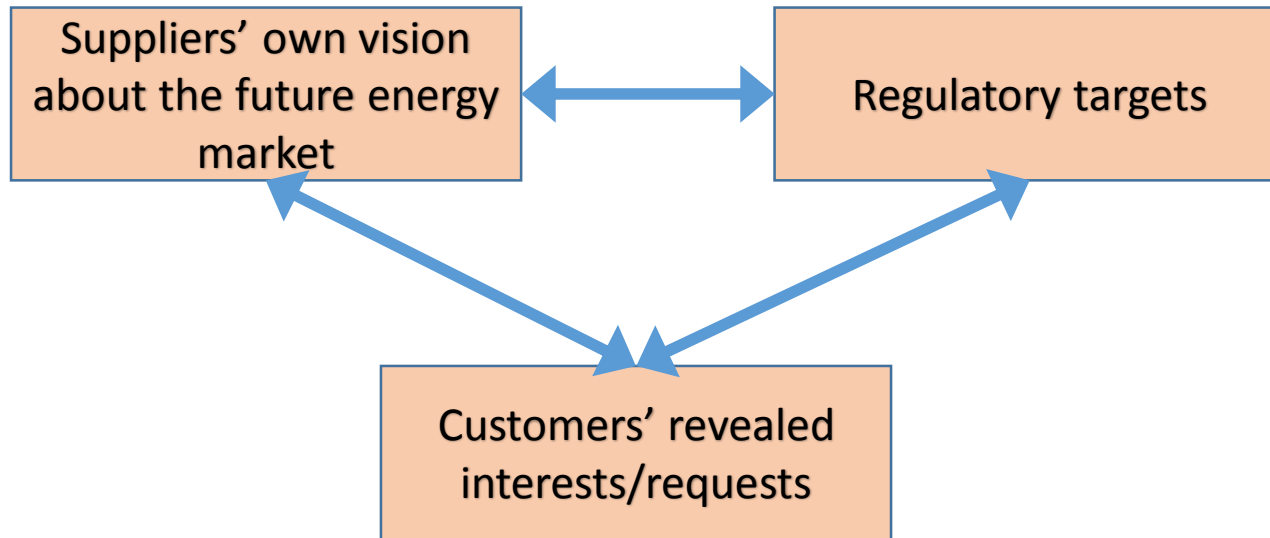 Suppliers’ own vision
about the future energy
market
Regulatory targets
Customers’ revealed
interests/requests